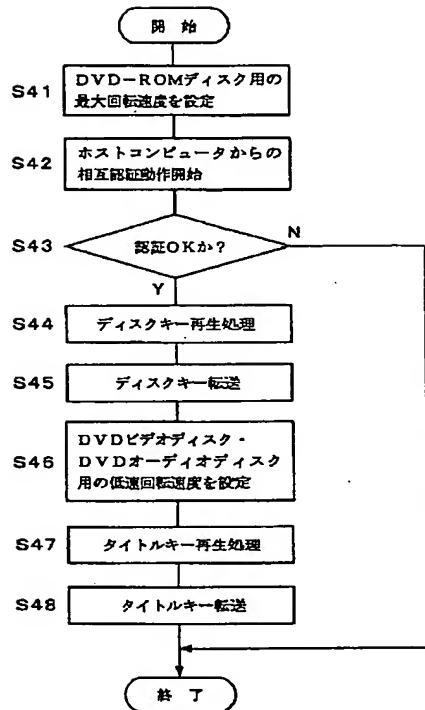 開 始
S41
DVD－ROMディスク用の
最大回転速度を設定
S42
ホストコンピュータからの
相互認証動作開始
S43
認証OKか？
N
Y
S44
ディスクキー再生処理
S45
ディスクキー転送
S46
DVDビデオディスク・
DVDオーディオディスク
用の低速回転速度を設定
S47
タイトルキー再生処理
S48
タイトルキー転送
終 了